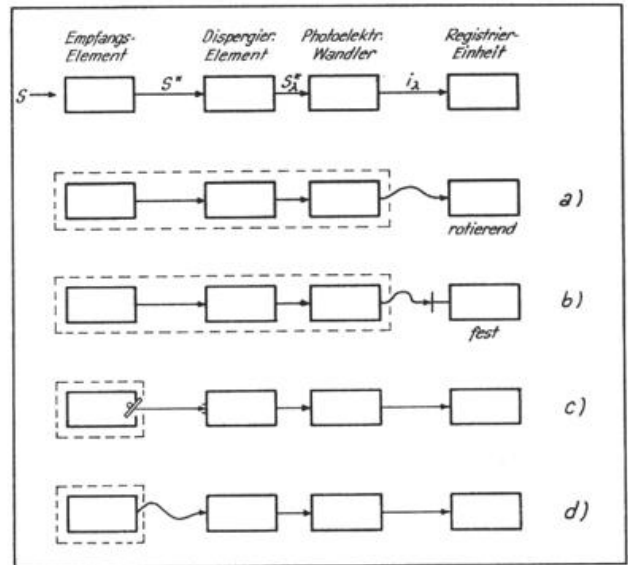 Empfangs-
Element
Dispergier.
Element
Photoelektr.
Wandler
Registrier-
Einheit
S
S*
S*λ
iλ
a)
rotierend
b)
fest
c)
d)